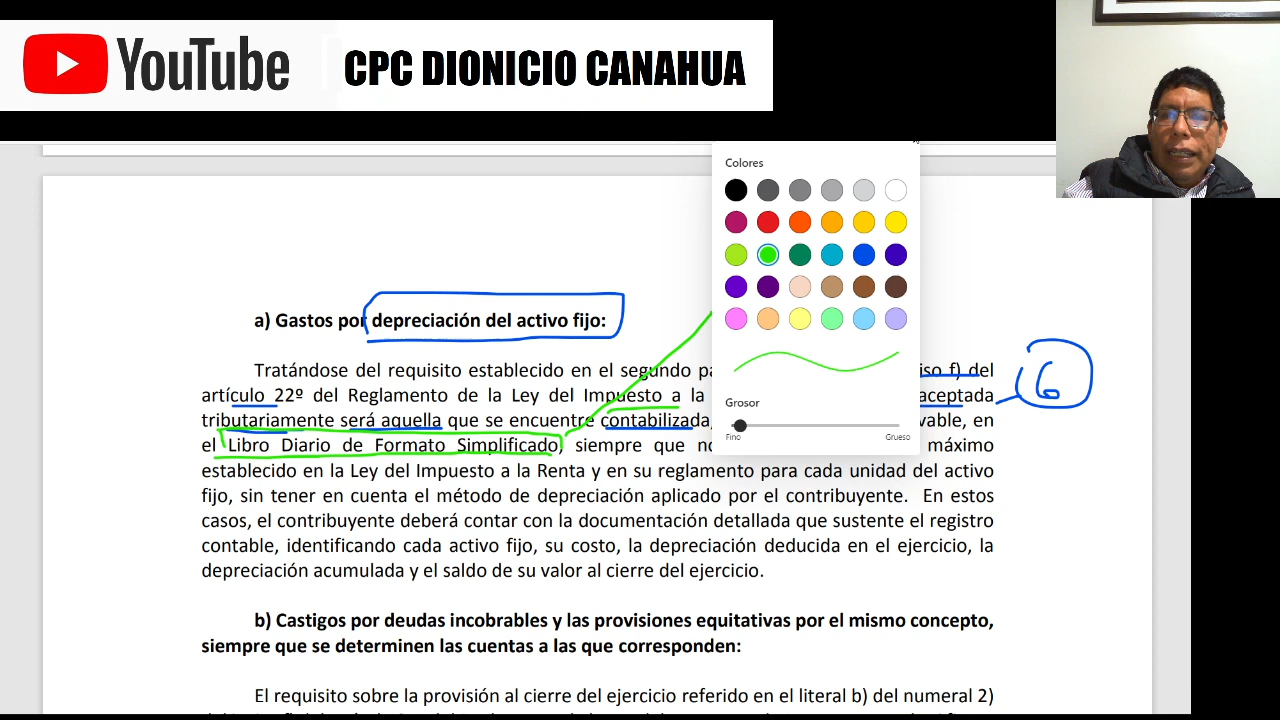 YouTube CPC DIONICIO CANAHUA
Colores
a) Gastos por depreciación del activo fijo:
Tratándose del requisito establecido en el segundo iso f) del
artículo 22º del Reglamento de la Ley del Impuesto a la aceptada
tributariamente será aquella que se encuentre contabilizada, vable, en
el Libro Diario de Formato Simplificado, siempre que máximo
establecido en la Ley del Impuesto a la Renta y en su reglamento para cada unidad del activo
fijo, sin tener en cuenta el método de depreciación aplicado por el contribuyente. En estos
casos, el contribuyente deberá contar con la documentación detallada que sustente el registro
contable, identificando cada activo fijo, su costo, la depreciación deducida en el ejercicio, la
depreciación acumulada y el saldo de su valor al cierre del ejercicio.
6
Grosor
Fino Grueso
b) Castigos por deudas incobrables y las provisiones equitativas por el mismo concepto,
siempre que se determinen las cuentas a las que corresponden:
El requisito sobre la provisión al cierre del ejercicio referido en el literal b) del numeral 2)